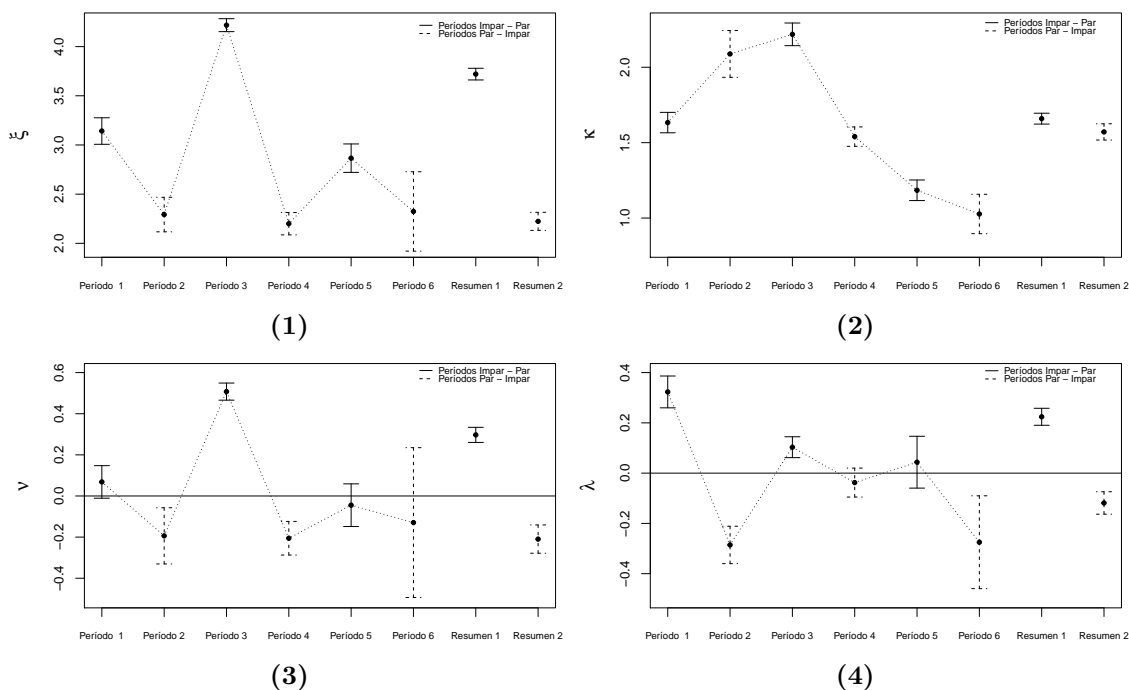 Períodos Impar – Par
Períodos Par – Impar
ξ
4.0
3.5
3.0
2.5
2.0
Período 1
Período 2
Período 3
Período 4
Período 5
Período 6
Resumen 1
Resumen 2
(1)
Períodos Impar – Par
Períodos Par – Impar
κ
2.0
1.5
1.0
Período 1
Período 2
Período 3
Período 4
Período 5
Período 6
Resumen 1
Resumen 2
(2)
Períodos Impar – Par
Períodos Par – Impar
ν
0.6
0.4
0.2
0.0
−0.2
−0.4
Período 1
Período 2
Período 3
Período 4
Período 5
Período 6
Resumen 1
Resumen 2
(3)
Períodos Impar – Par
Períodos Par – Impar
λ
0.4
0.2
0.0
−0.2
−0.4
Período 1
Período 2
Período 3
Período 4
Período 5
Período 6
Resumen 1
Resumen 2
(4)